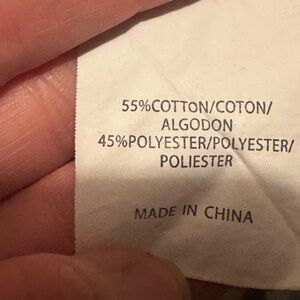 55%COTTON/COTON/
ALGODON
45%POLYESTER/POLYESTER/
POLIESTER
MADE IN CHINA